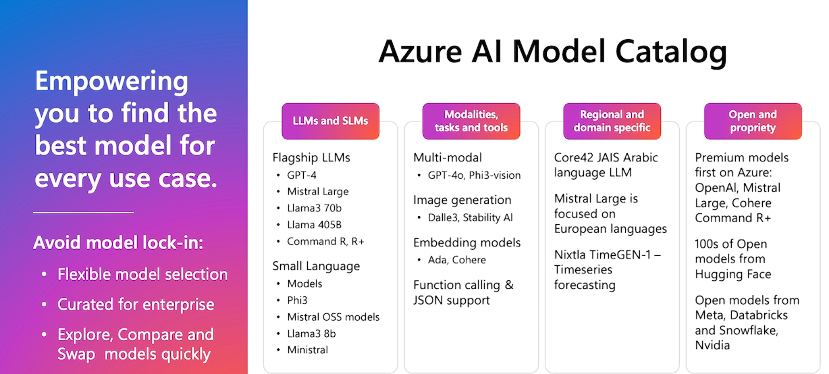 Empowering
you to find the
best model for
every use case.
Avoid model lock-in:
• Flexible model selection
• Curated for enterprise
• Explore, Compare and
Swap models quickly
Azure AI Model Catalog
LLMs and SLMs
Flagship LLMs
• GPT-4
• Mistral Large
• Llama3 70b
• Llama 405B
• Command R, R+
Small Language
• Models
• Phi3
• Mistral OSS models
• Llama3 8b
• Ministral
Modalities,
tasks and tools
Multi-modal
• GPT-4o, Phi3-vision
Image generation
• Dalle3, Stability AI
Embedding models
• Ada, Cohere
Function calling &
JSON support
Regional and
domain specific
Core42 JAIS Arabic
language LLM
Mistral Large is
focused on
European languages
Nixtla TimeGEN-1 –
Timeseries
forecasting
Open and
propriety
Premium models
first on Azure:
OpenAI, Mistral
Large, Cohere
Command R+
100s of Open
models from
Hugging Face
Open models from
Meta, Databricks
and Snowflake,
Nvidia